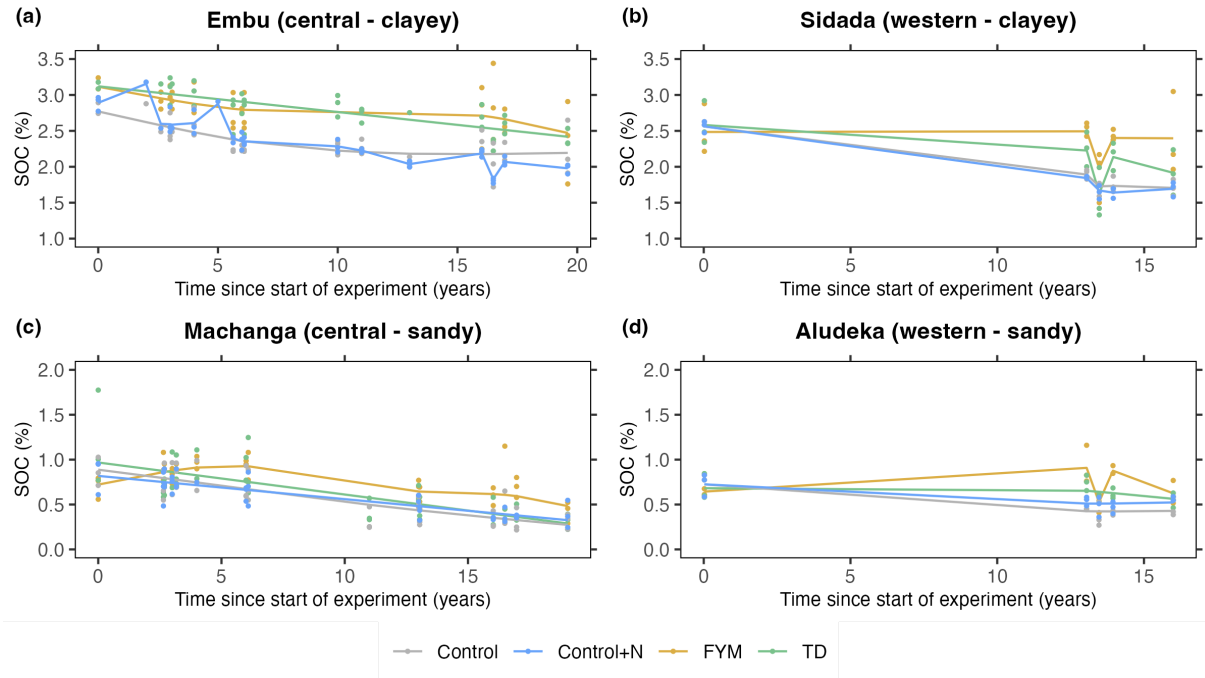 (a) Embu (central - clayey)
3.5
3.0
2.5
2.0
1.5
1.0
SOC (%)
0 5 10 15 20
Time since start of experiment (years)
(b) Sidada (western - clayey)
3.5
3.0
2.5
2.0
1.5
1.0
SOC (%)
0 5 10 15
Time since start of experiment (years)
(c) Machanga (central - sandy)
2.0
1.5
1.0
0.5
0.0
SOC (%)
0 5 10 15
Time since start of experiment (years)
(d) Aludeka (western - sandy)
2.0
1.5
1.0
0.5
0.0
SOC (%)
0 5 10 15
Time since start of experiment (years)
Control Control+N FYM TD